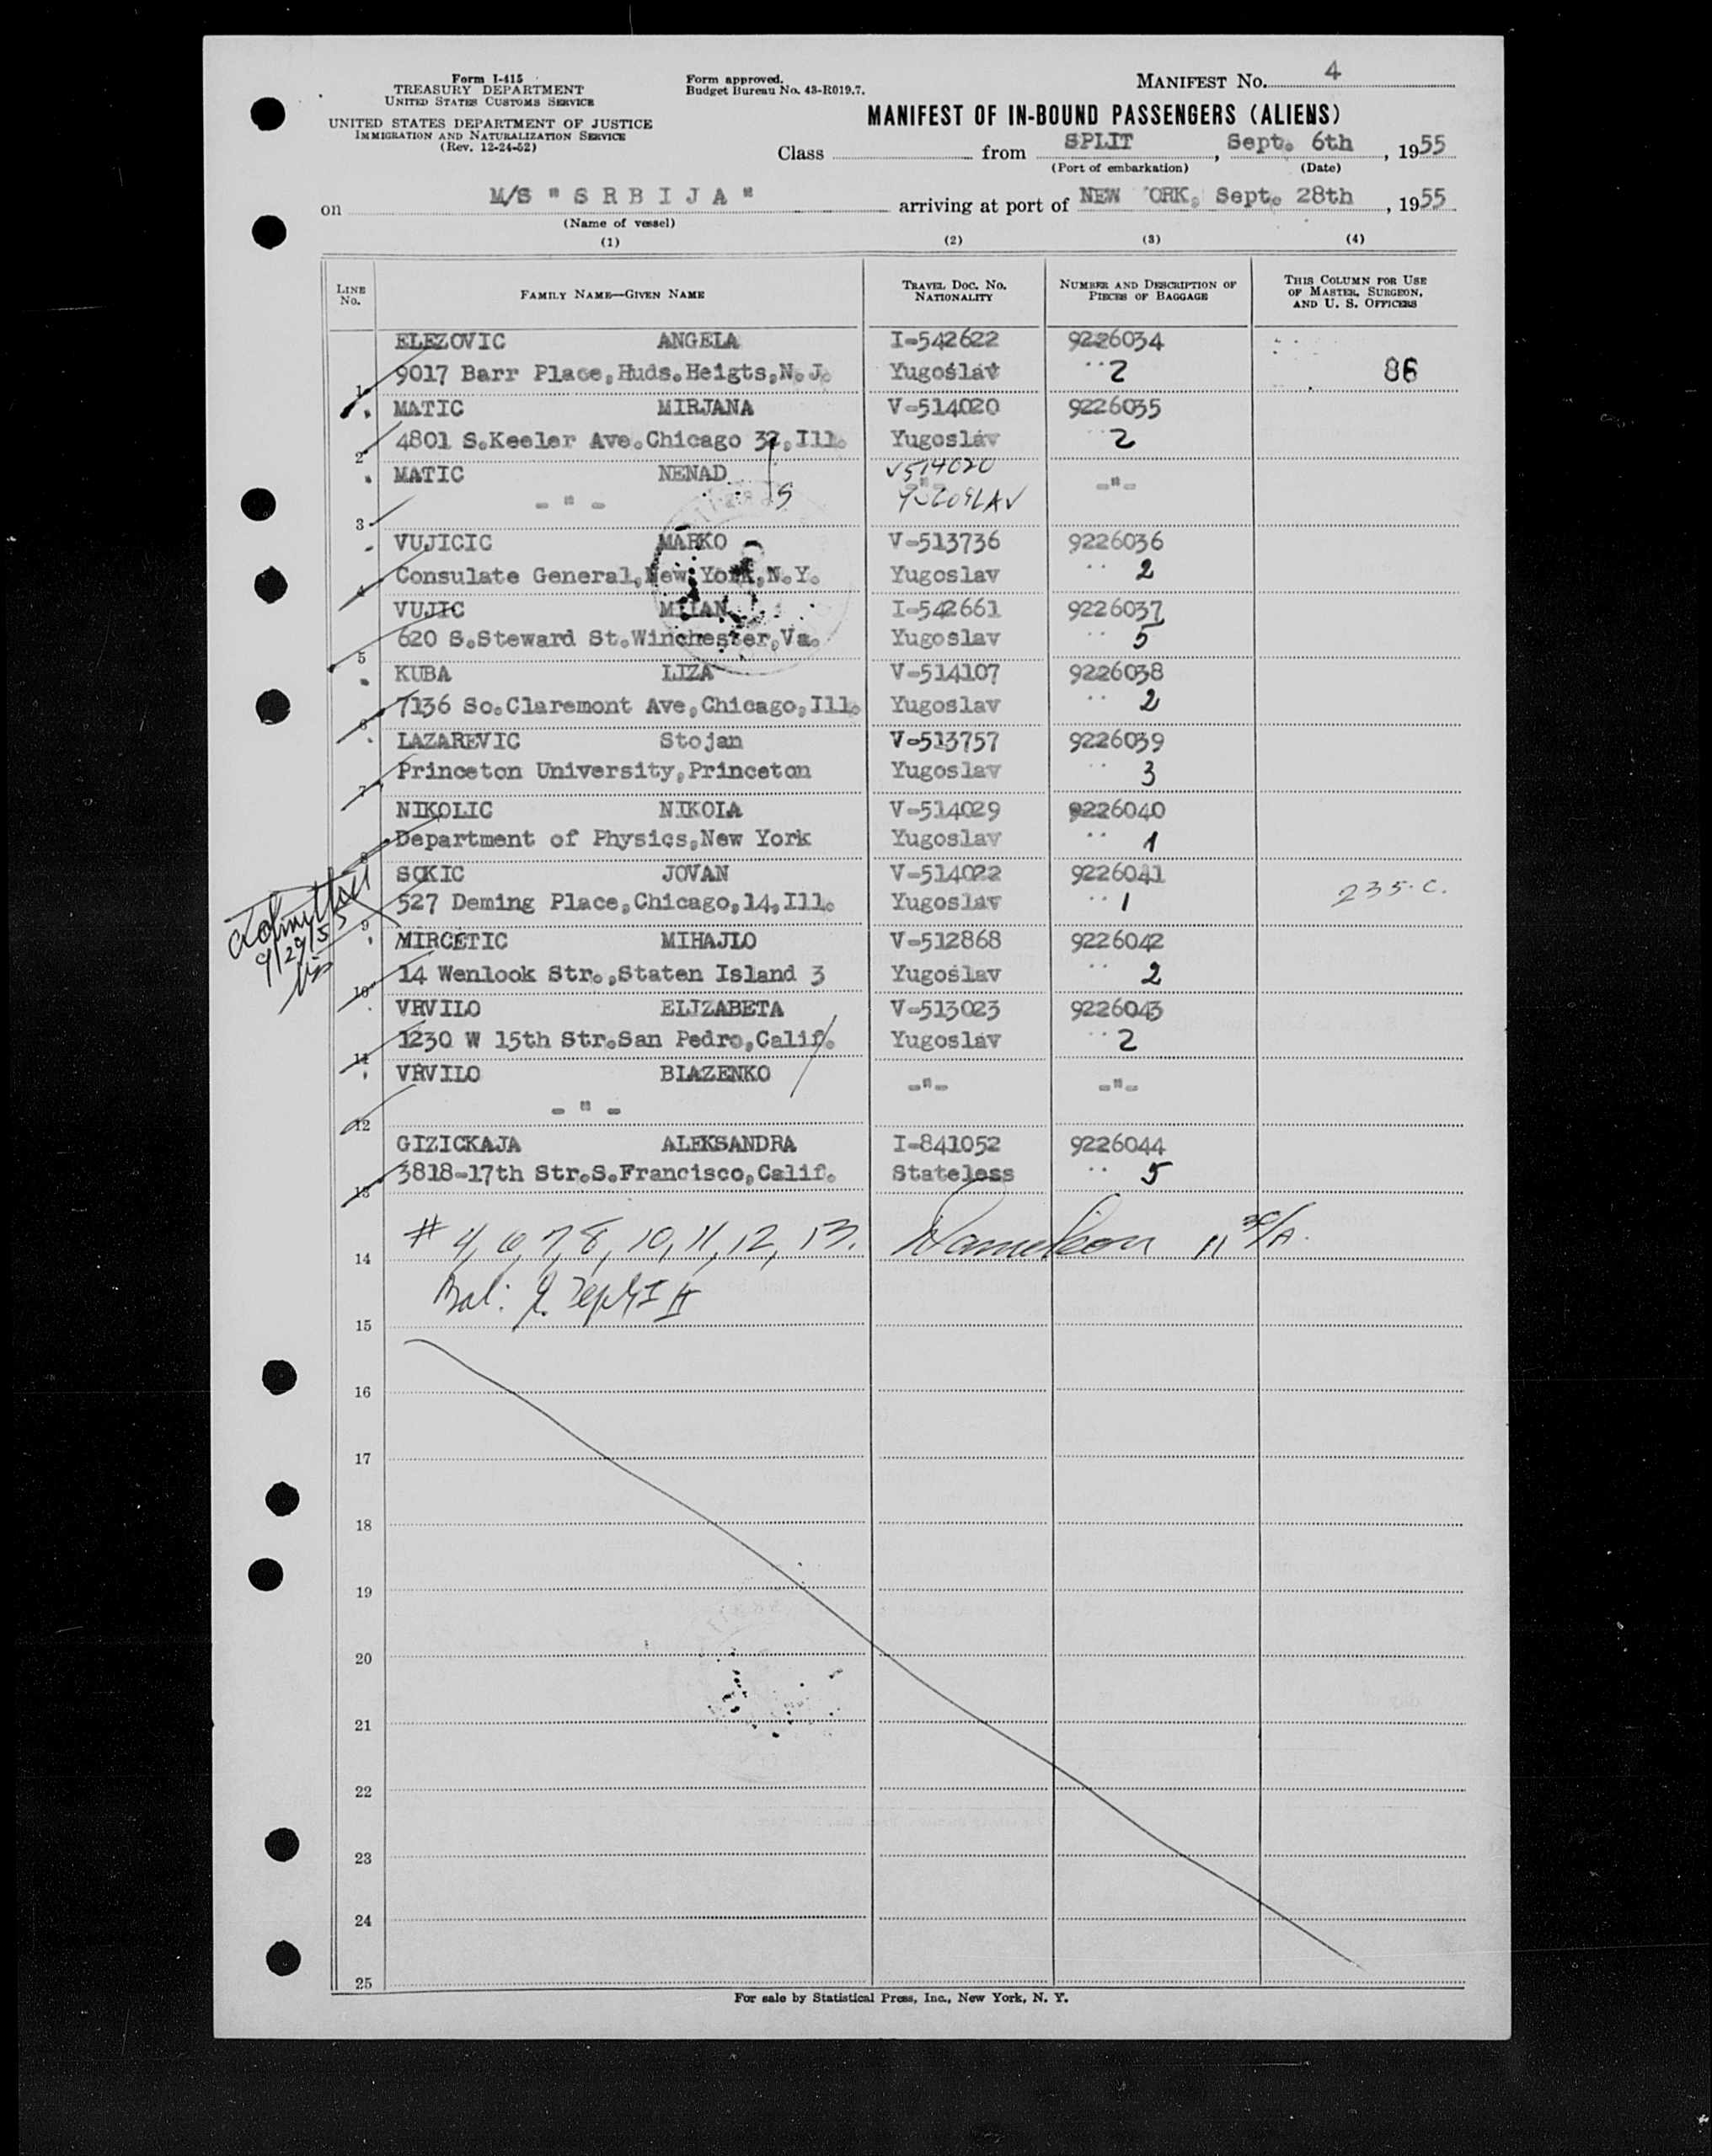 Form I-415
TREASURY DEPARTMENT
UNITED STATES CUSTOMS SERVICE
UNITED STATES DEPARTMENT OF JUSTICE
IMMIGRATION AND NATURALIZATION SERVICE
(Rev. 12-24-52)
Form approved.
Budget Bureau No. 43-R019.7.
MANIFEST No. 4
MANIFEST OF IN-BOUND PASSENGERS (ALIENS)
Class from SPLIT, Sept. 6th, 1955
(Port of embarkation) (Date)
on M/S "SRBIJA" arriving at port of NEW ORK, Sept. 28th, 1955
(Name of vessel)
(1) (2) (3) (4)
LINE No. FAMILY NAME—GIVEN NAME TRAVEL DOC. No. NATIONALITY NUMBER AND DESCRIPTION OF PIECES OF BAGGAGE THIS COLUMN FOR USE OF MASTER, SURGEON, AND U. S. OFFICERS
ELEZOVIC ANGELA I-542622 9226034
1 9017 Barr Place,Huds.Heigts,N.J. Yugoslav 2 86
MATIC MIRJANA V-514020 9226035
2 4801 S.Keeler Ave.Chicago 32,Ill. Yugoslav 2
MATIC NENAD V514020 -"-
3 - " - YUGOSLAV
VUJICIC MARKO V-513736 9226036
4 Consulate General,New York,N.Y. Yugoslav 2
VUJIC MILAN I-542661 9226037
5 620 S.Steward St.Winchester,Va. Yugoslav 5
KUBA LIZA V-514107 9226038
6 7136 So.Claremont Ave,Chicago,Ill. Yugoslav 2
LAZAREVIC Stojan V-513757 9226039
7 Princeton University,Princeton Yugoslav 3
NIKOLIC NIKOLA V-514029 9226040
8 Department of Physics,New York Yugoslav 1
SOKIC JOVAN V-514022 9226041
9 527 Deming Place,Chicago,14,Ill. Yugoslav 1 235.C.
9/29/55
MIRCETIC MIHAJLO V-512868 9226042
10 14 Wenlook Str.,Staten Island 3 Yugoslav 2
VRVILO ELIZABETA V-513023 9226043
11 1230 W 15th Str.San Pedro,Calif. Yugoslav 2
VRVILO BLAZENKO -"- -"-
12 - " -
GIZICKAJA ALEKSANDRA I-841052 9226044
13 3818-17th Str.S.Francisco,Calif. Stateless 5
14 # 4, 6, 7, 8, 10, 11, 12, 13. 11 30/A.
15 Bal:
16
17
18
19
20
21
22
23
24
25
For sale by Statistical Press, Inc., New York, N. Y.